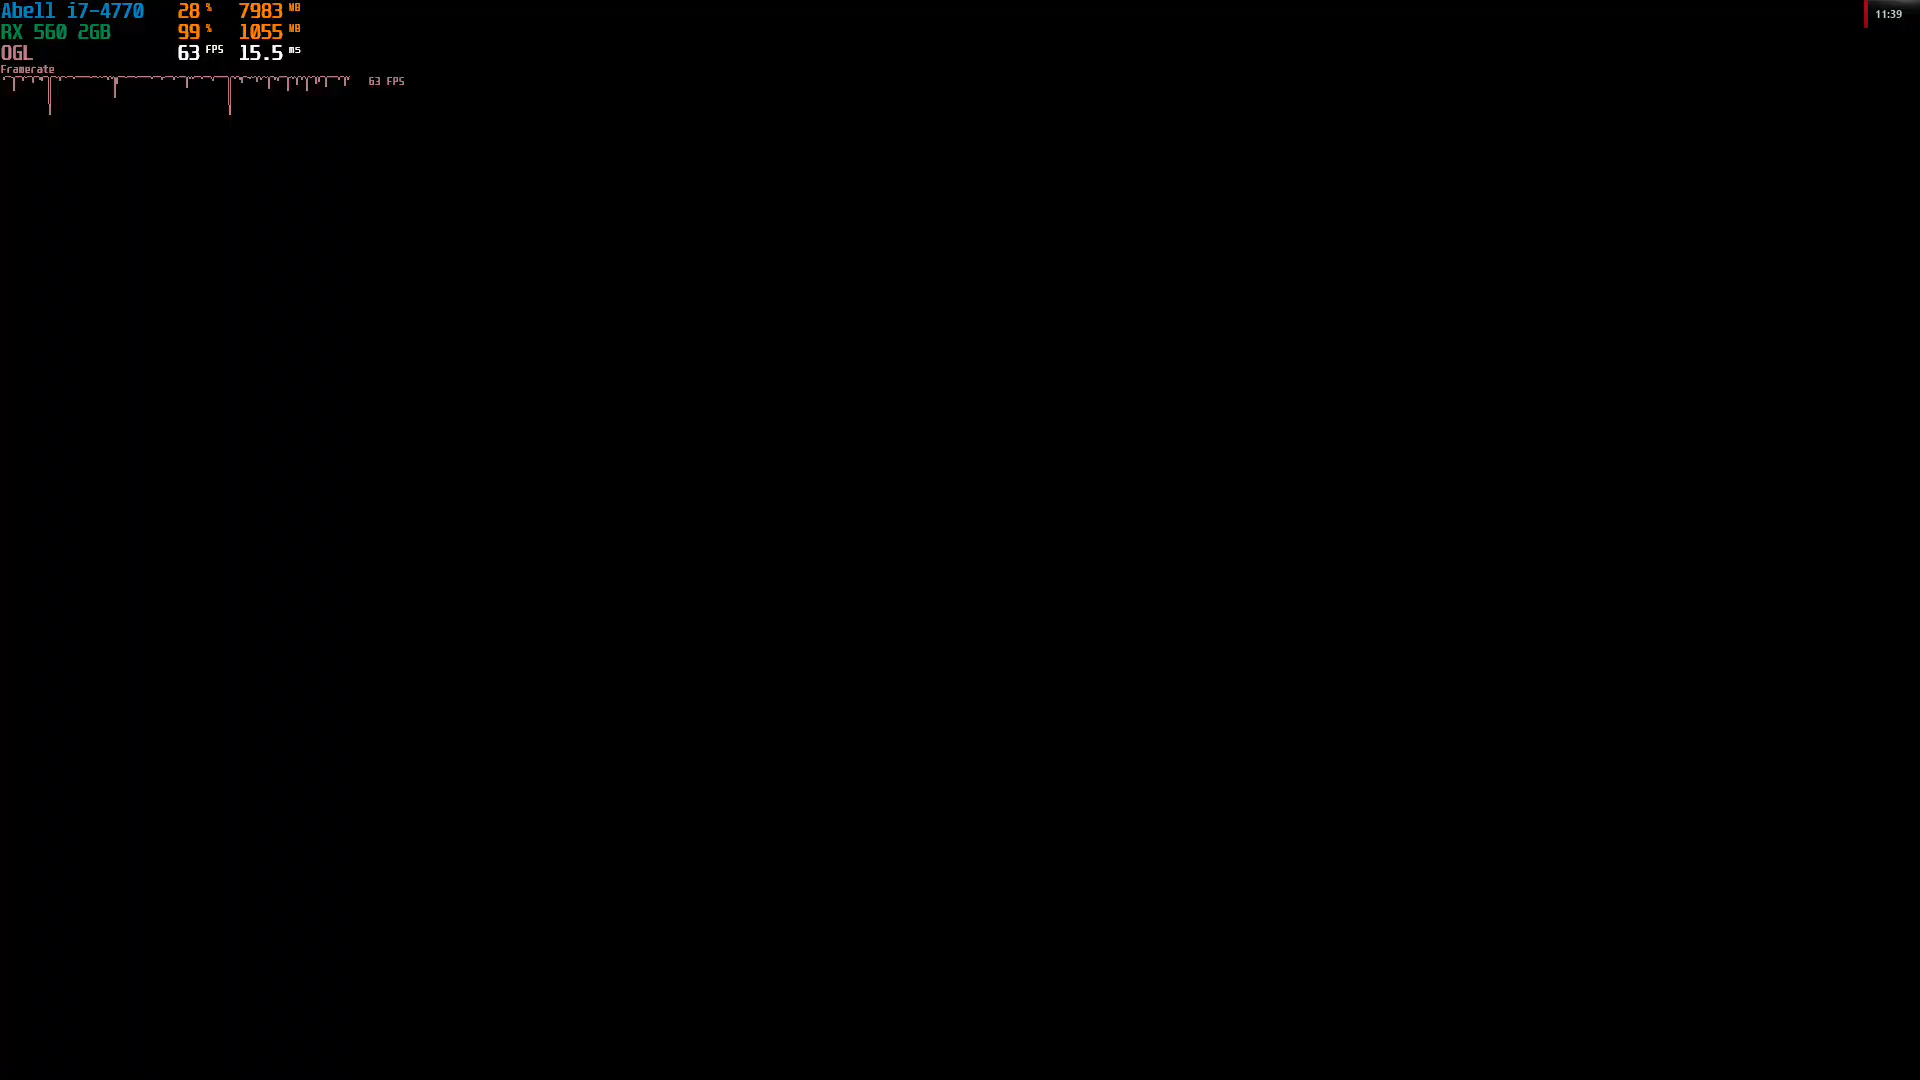 Abell i7-4770 28 % 7983 MB
RX 560 2GB 99 % 1055 MB
OGL 63 FPS 15.5 ms
Framerate
63 FPS
11:39